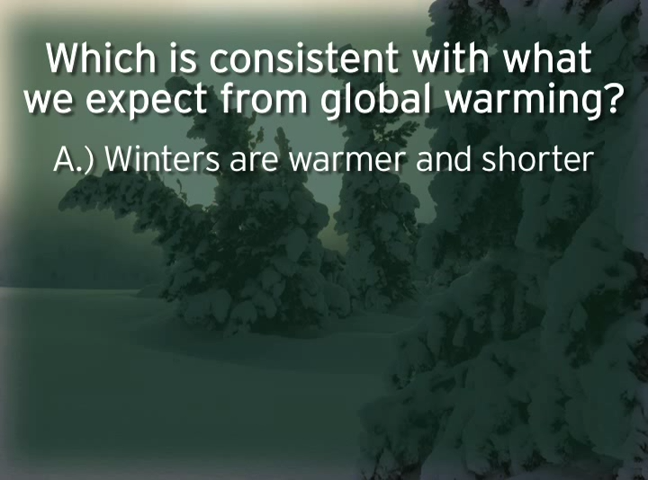 Which is consistent with what
we expect from global warming?
A.) Winters are warmer and shorter